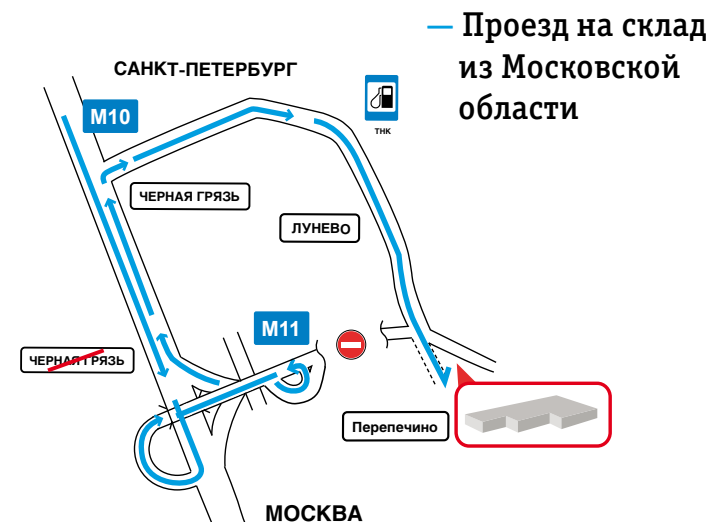 — Проезд на склад
из Московской
области
САНКТ-ПЕТЕРБУРГ
М10
ТНК
ЧЕРНАЯ ГРЯЗЬ
ЛУНЕВО
М11
ЧЕРНАЯ ГРЯЗЬ
Перепечино
МОСКВА